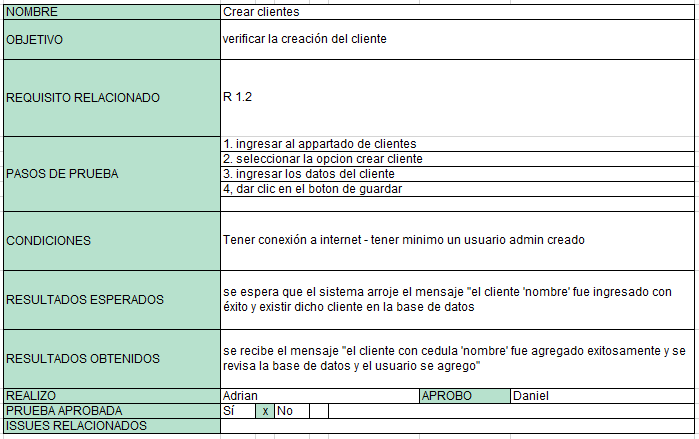 NOMBRE Crear clientes
OBJETIVO verificar la creación del cliente
REQUISITO RELACIONADO R 1.2
PASOS DE PRUEBA
1. ingresar al appartado de clientes
2. seleccionar la opcion crear cliente
3. ingresar los datos del cliente
4, dar clic en el boton de guardar
CONDICIONES Tener conexión a internet - tener minimo un usuario admin creado
RESULTADOS ESPERADOS
se espera que el sistema arroje el mensaje "el cliente 'nombre' fue ingresado con
éxito y existir dicho cliente en la base de datos
RESULTADOS OBTENIDOS
se recibe el mensaje "el cliente con cedula 'nombre' fue agregado exitosamente y se
revisa la base de datos y el usuario se agrego"
REALIZO Adrian APROBO Daniel
PRUEBA APROBADA Sí x No
ISSUES RELACIONADOS